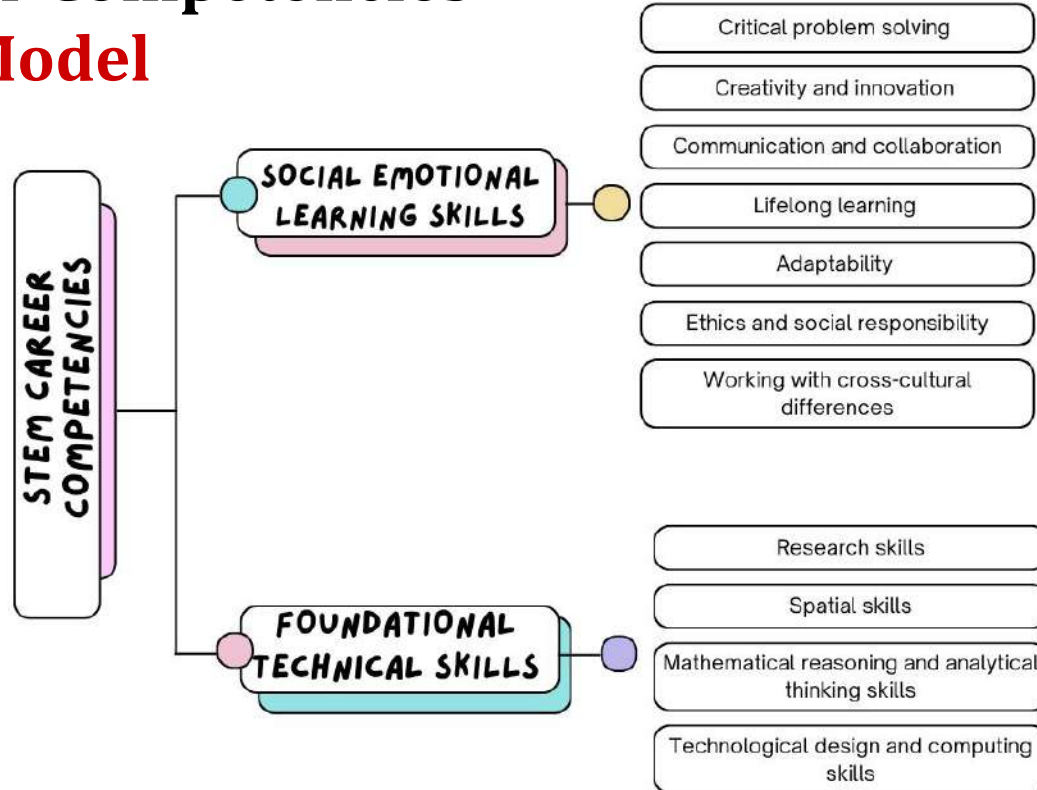 Competencies
Model
STEM CAREER
COMPETENCIES
SOCIAL EMOTIONAL
LEARNING SKILLS
Critical problem solving
Creativity and innovation
Communication and collaboration
Lifelong learning
Adaptability
Ethics and social responsibility
Working with cross-cultural
differences
FOUNDATIONAL
TECHNICAL SKILLS
Research skills
Spatial skills
Mathematical reasoning and analytical
thinking skills
Technological design and computing
skills